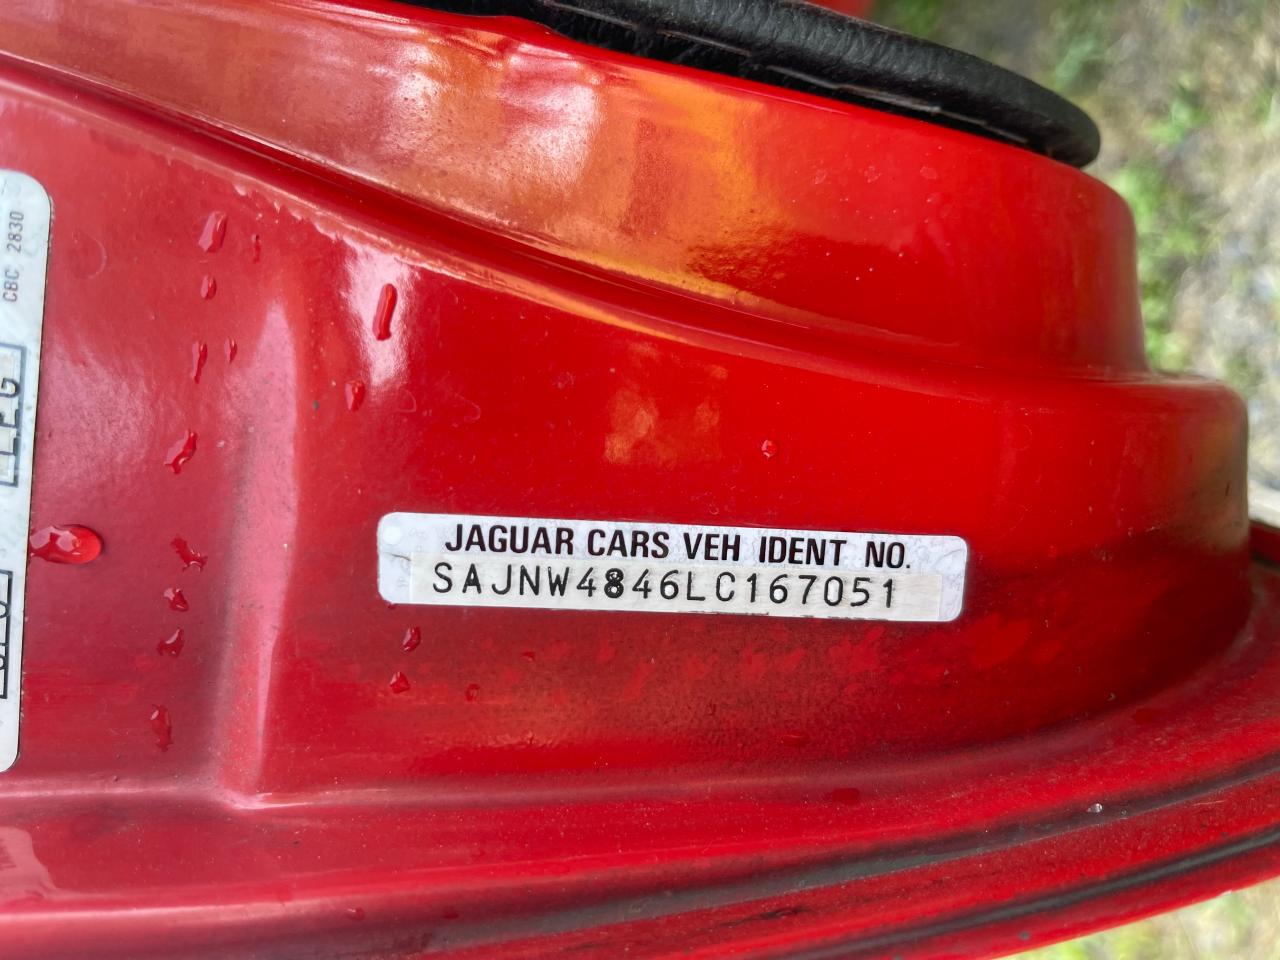 CBC 2830
JAGUAR CARS VEH IDENT NO.
SAJNW4846LC167051